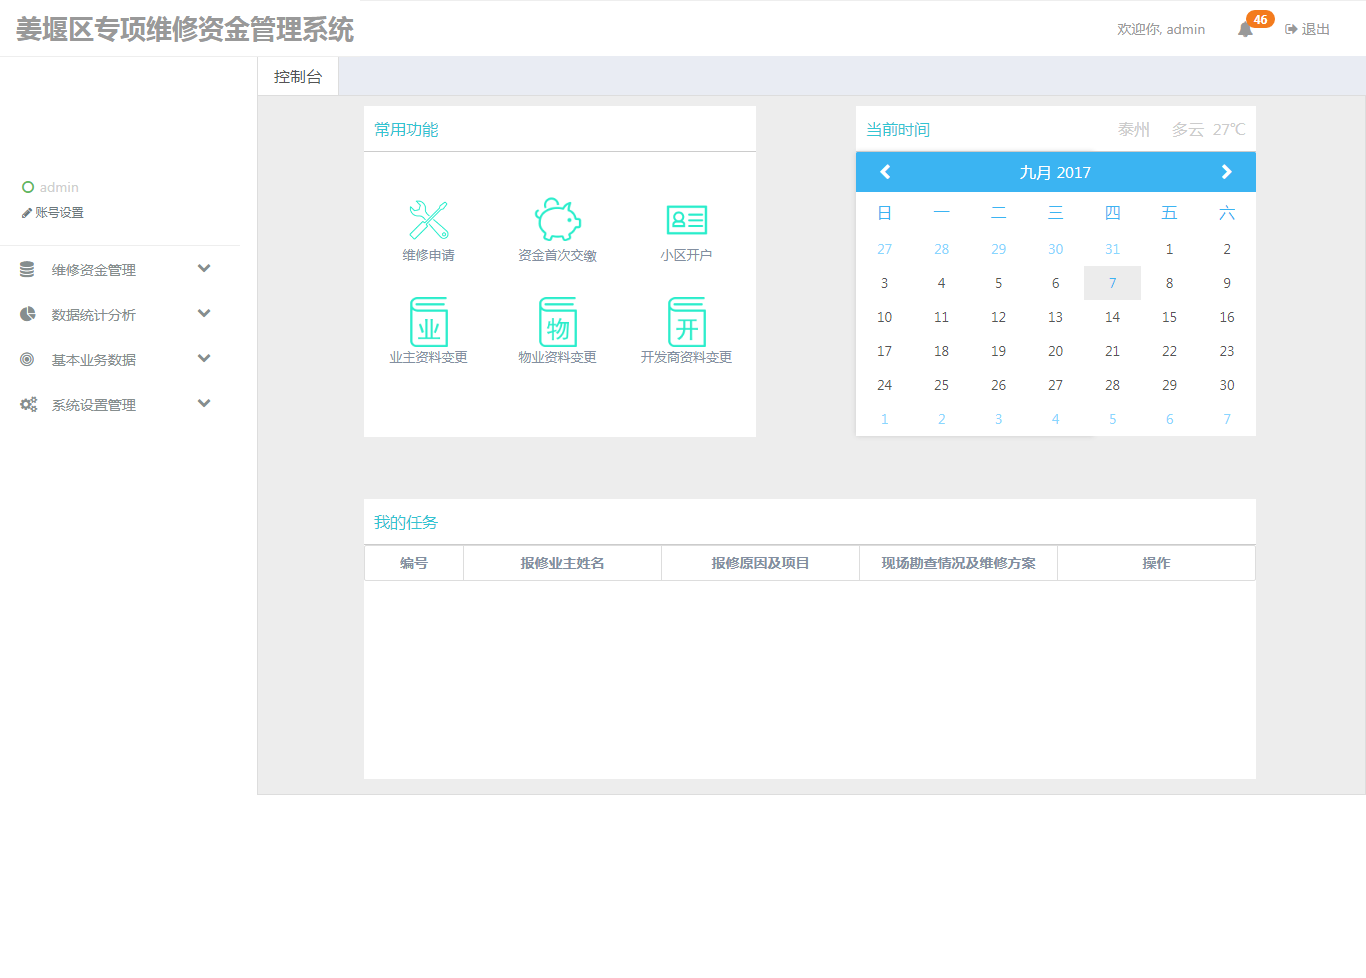 姜堰区专项维修资金管理系统
欢迎你, admin
46
退出
控制台
admin
账号设置
维修资金管理
数据统计分析
基本业务数据
系统设置管理
常用功能
维修申请
资金首次交缴
小区开户
业
物
开
业主资料变更
物业资料变更
开发商资料变更
当前时间 泰州 多云 27℃
九月 2017
日 一 二 三 四 五 六
27 28 29 30 31 1 2
3 4 5 6 7 8 9
10 11 12 13 14 15 16
17 18 19 20 21 22 23
24 25 26 27 28 29 30
1 2 3 4 5 6 7
我的任务
编号 报修业主姓名 报修原因及项目 现场勘查情况及维修方案 操作